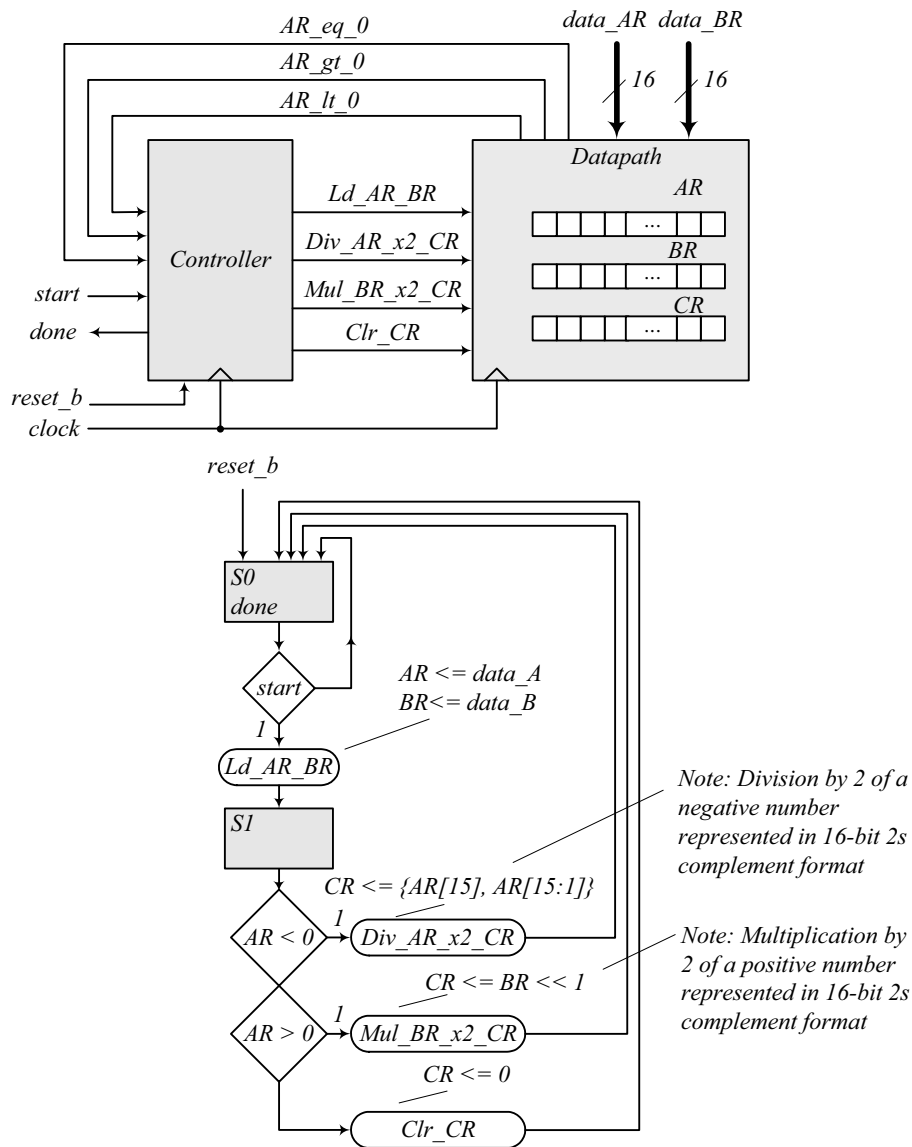 data_AR data_BR
AR_eq_0
AR_gt_0
16 16
AR_lt_0
Datapath
AR
Ld_AR_BR
...
Div_AR_x2_CR
BR
Controller
...
start
Mul_BR_x2_CR
CR
done
Clr_CR
...
reset_b
clock
reset_b
S0
done
start
AR <= data_A
BR<= data_B
1
Ld_AR_BR
S1
Note: Division by 2 of a
negative number
represented in 16-bit 2s
complement format
CR <= {AR[15], AR[15:1]}
AR < 0
1
Div_AR_x2_CR
Note: Multiplication by
2 of a positive number
represented in 16-bit 2s
complement format
CR <= BR << 1
AR > 0
1
Mul_BR_x2_CR
CR <= 0
Clr_CR